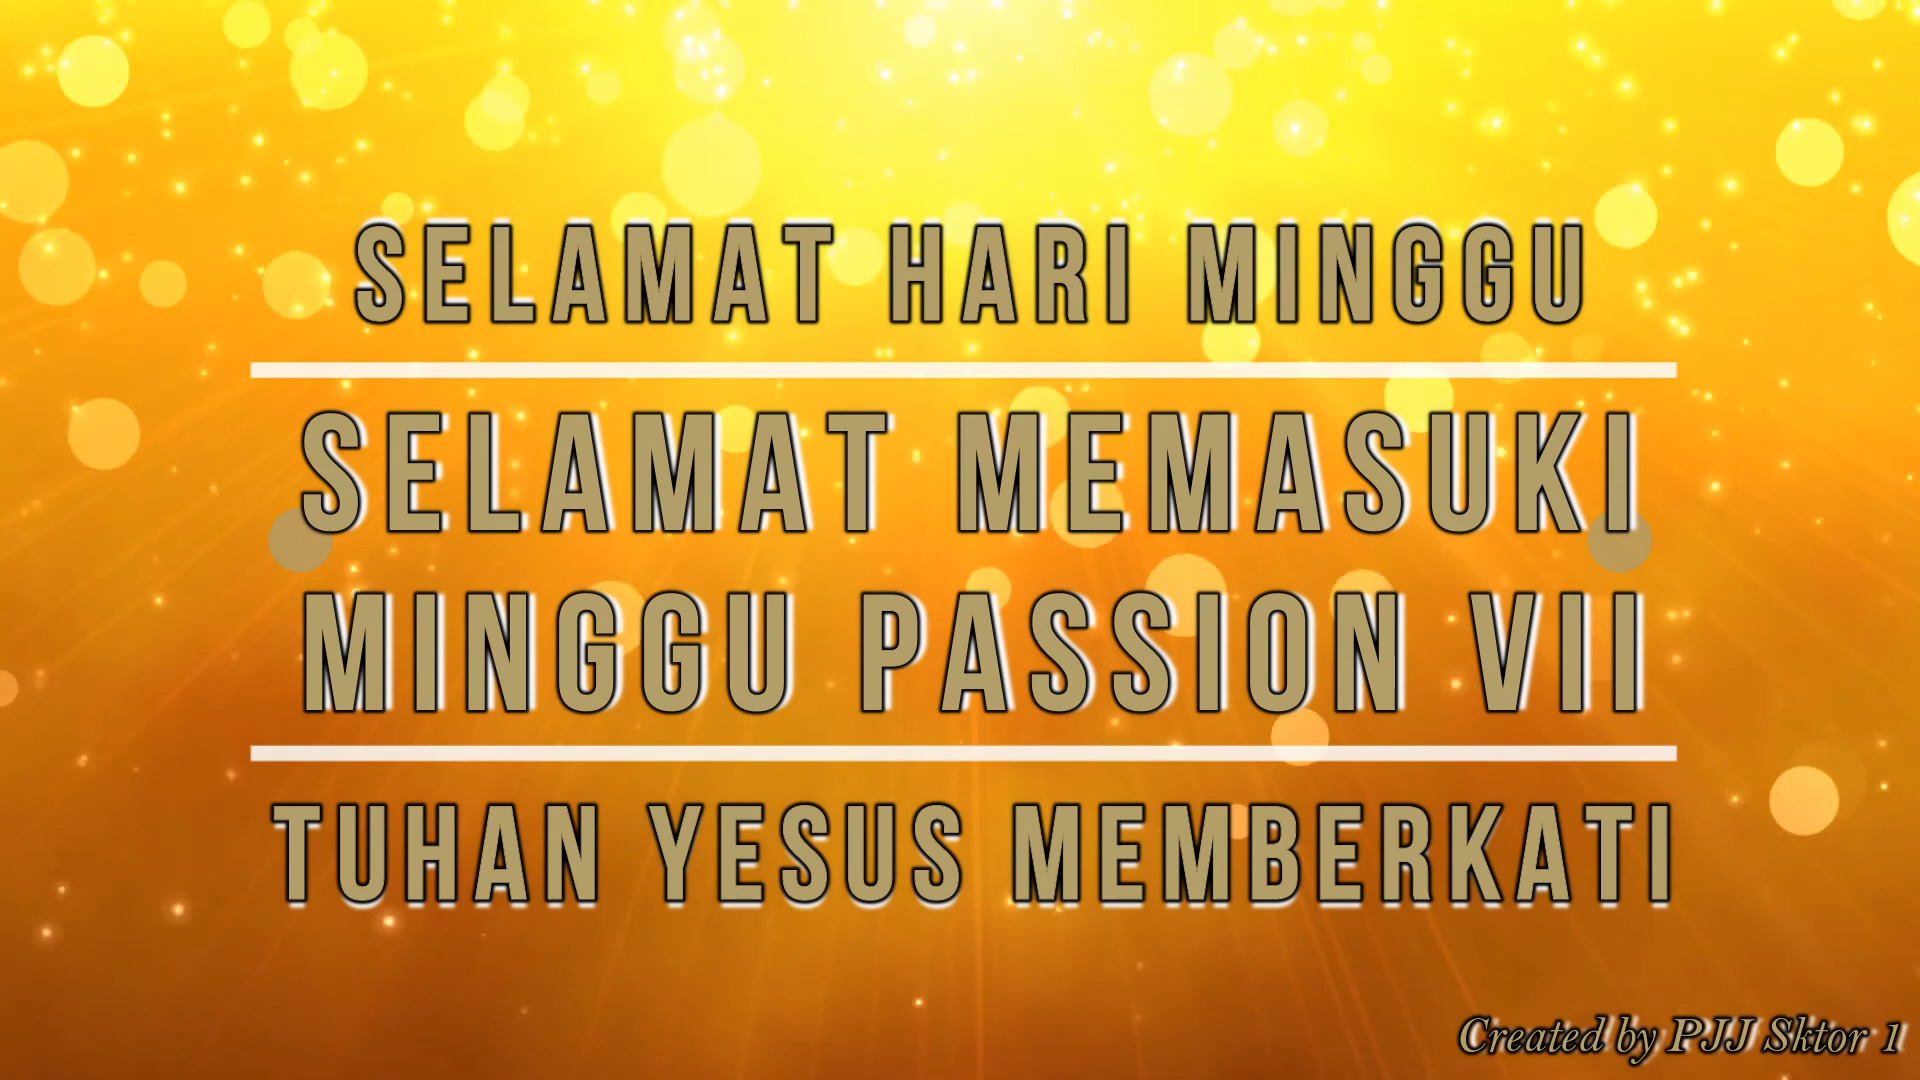 SELAMAT HARI MINGGU
SELAMAT MEMASUKI
MINGGU PASSION VII
TUHAN YESUS MEMBERKATI
Created by PJJ Sktor 1